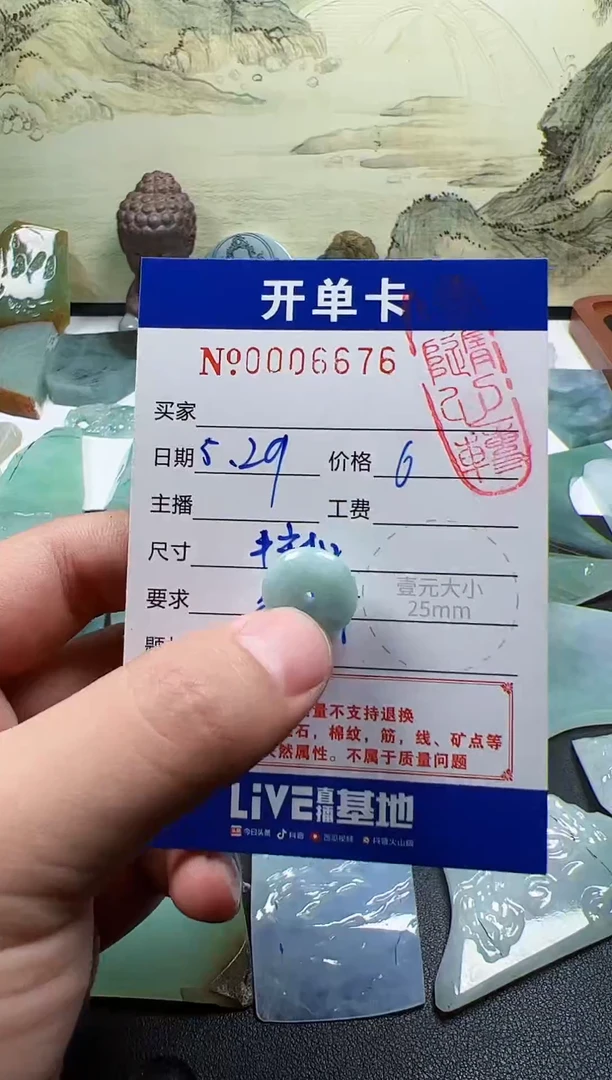 开单卡
№0006676
买家
日期 5.29 价格 6
主播 工费
尺寸
要求
壹元大小
25mm
量不支持退换
石，棉纹，筋，线、矿点等
天然属性。不属于质量问题
LiVE直播基地
今日头条 抖音 西瓜视频 抖音火山版